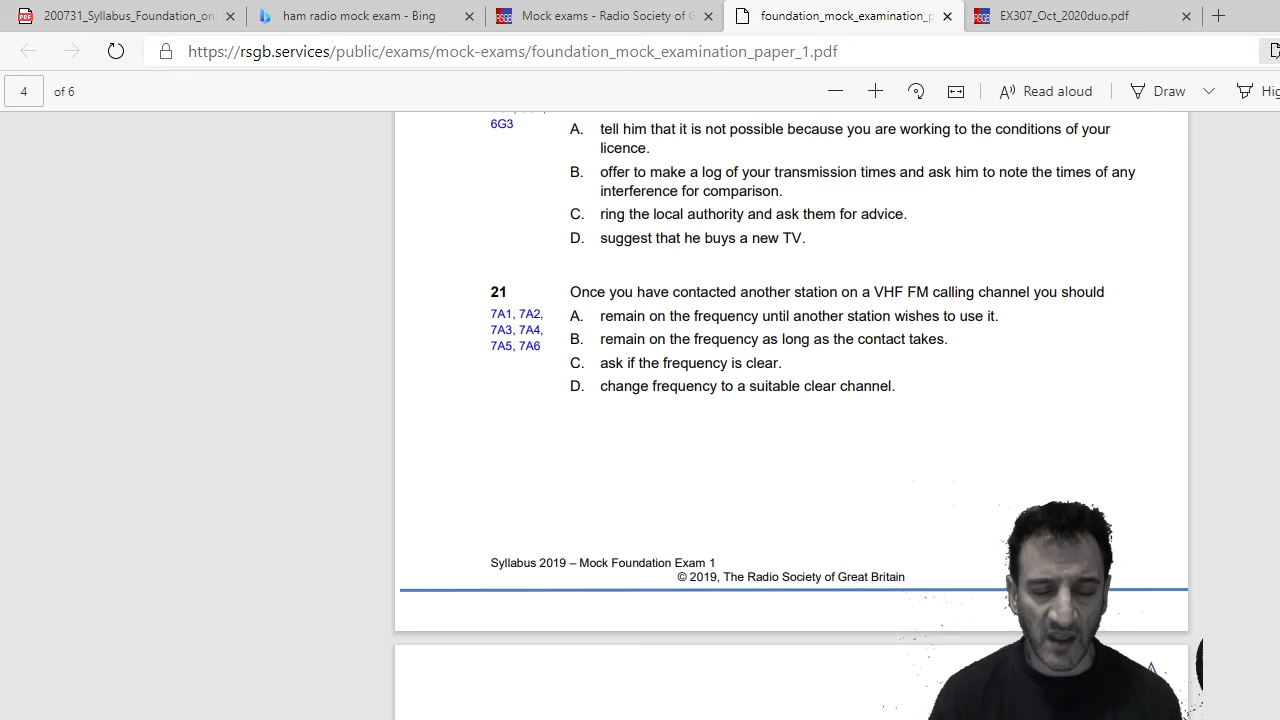 200731_Syllabus_Foundation_on
ham radio mock exam - Bing
RSGB
Mock exams - Radio Society of G
foundation_mock_examination_p
RSGB
EX307_Oct_2020duo.pdf
https://rsgb.services/public/exams/mock-exams/foundation_mock_examination_paper_1.pdf
4 of 6
Read aloud
Draw
Hig
6G3
A. tell him that it is not possible because you are working to the conditions of your
licence.
B. offer to make a log of your transmission times and ask him to note the times of any
interference for comparison.
C. ring the local authority and ask them for advice.
D. suggest that he buys a new TV.
21 Once you have contacted another station on a VHF FM calling channel you should
7A1, 7A2,
7A3, 7A4,
7A5, 7A6
A. remain on the frequency until another station wishes to use it.
B. remain on the frequency as long as the contact takes.
C. ask if the frequency is clear.
D. change frequency to a suitable clear channel.
Syllabus 2019 – Mock Foundation Exam 1
© 2019, The Radio Society of Great Britain